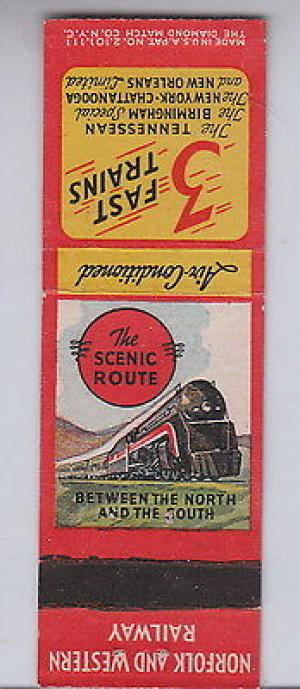 MADE IN U.S.A. PAT. NO. 2,101,111
THE DIAMOND MATCH CO. N.Y.C.
3
FAST
TRAINS
The TENNESSEAN
The BIRMINGHAM Special
The NEW YORK-CHATTANOOGA
and NEW ORLEANS Limited
Air-Conditioned
The
SCENIC
ROUTE
BETWEEN THE NORTH
AND THE SOUTH
NORFOLK AND WESTERN
RAILWAY